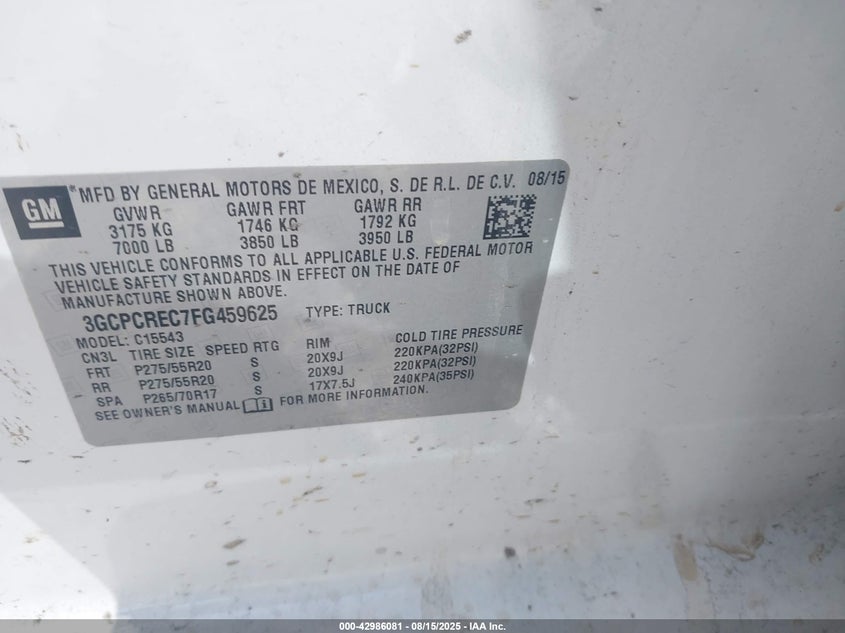 GM
®MFD BY GENERAL MOTORS DE MEXICO, S. DE R.L. DE C.V. 08/15
GVWR GAWR FRT GAWR RR
3175 KG 1746 KG 1792 KG
7000 LB 3850 LB 3950 LB
THIS VEHICLE CONFORMS TO ALL APPLICABLE U.S. FEDERAL MOTOR
VEHICLE SAFETY STANDARDS IN EFFECT ON THE DATE OF
MANUFACTURE SHOWN ABOVE.
3GCPCREC7FG459625 TYPE: TRUCK
MODEL: C15543
CN3L TIRE SIZE SPEED RTG RIM COLD TIRE PRESSURE
FRT P275/55R20 S 20X9J 220KPA(32PSI)
RR P275/55R20 S 20X9J 220KPA(32PSI)
SPA P265/70R17 S 17X7.5J 240KPA(35PSI)
SEE OWNER'S MANUAL FOR MORE INFORMATION.
000-42986081 - 08/15/2025 - IAA Inc.